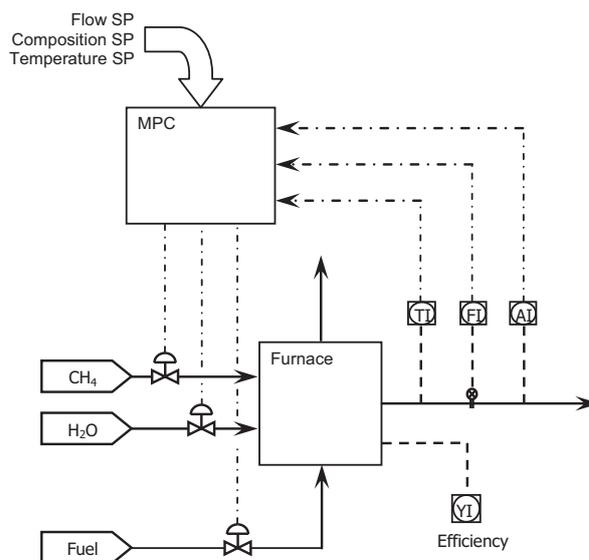 Flow SP
Composition SP
Temperature SP
MPC
TI
FI
AI
Furnace
CH₄
H₂O
YI
Efficiency
Fuel